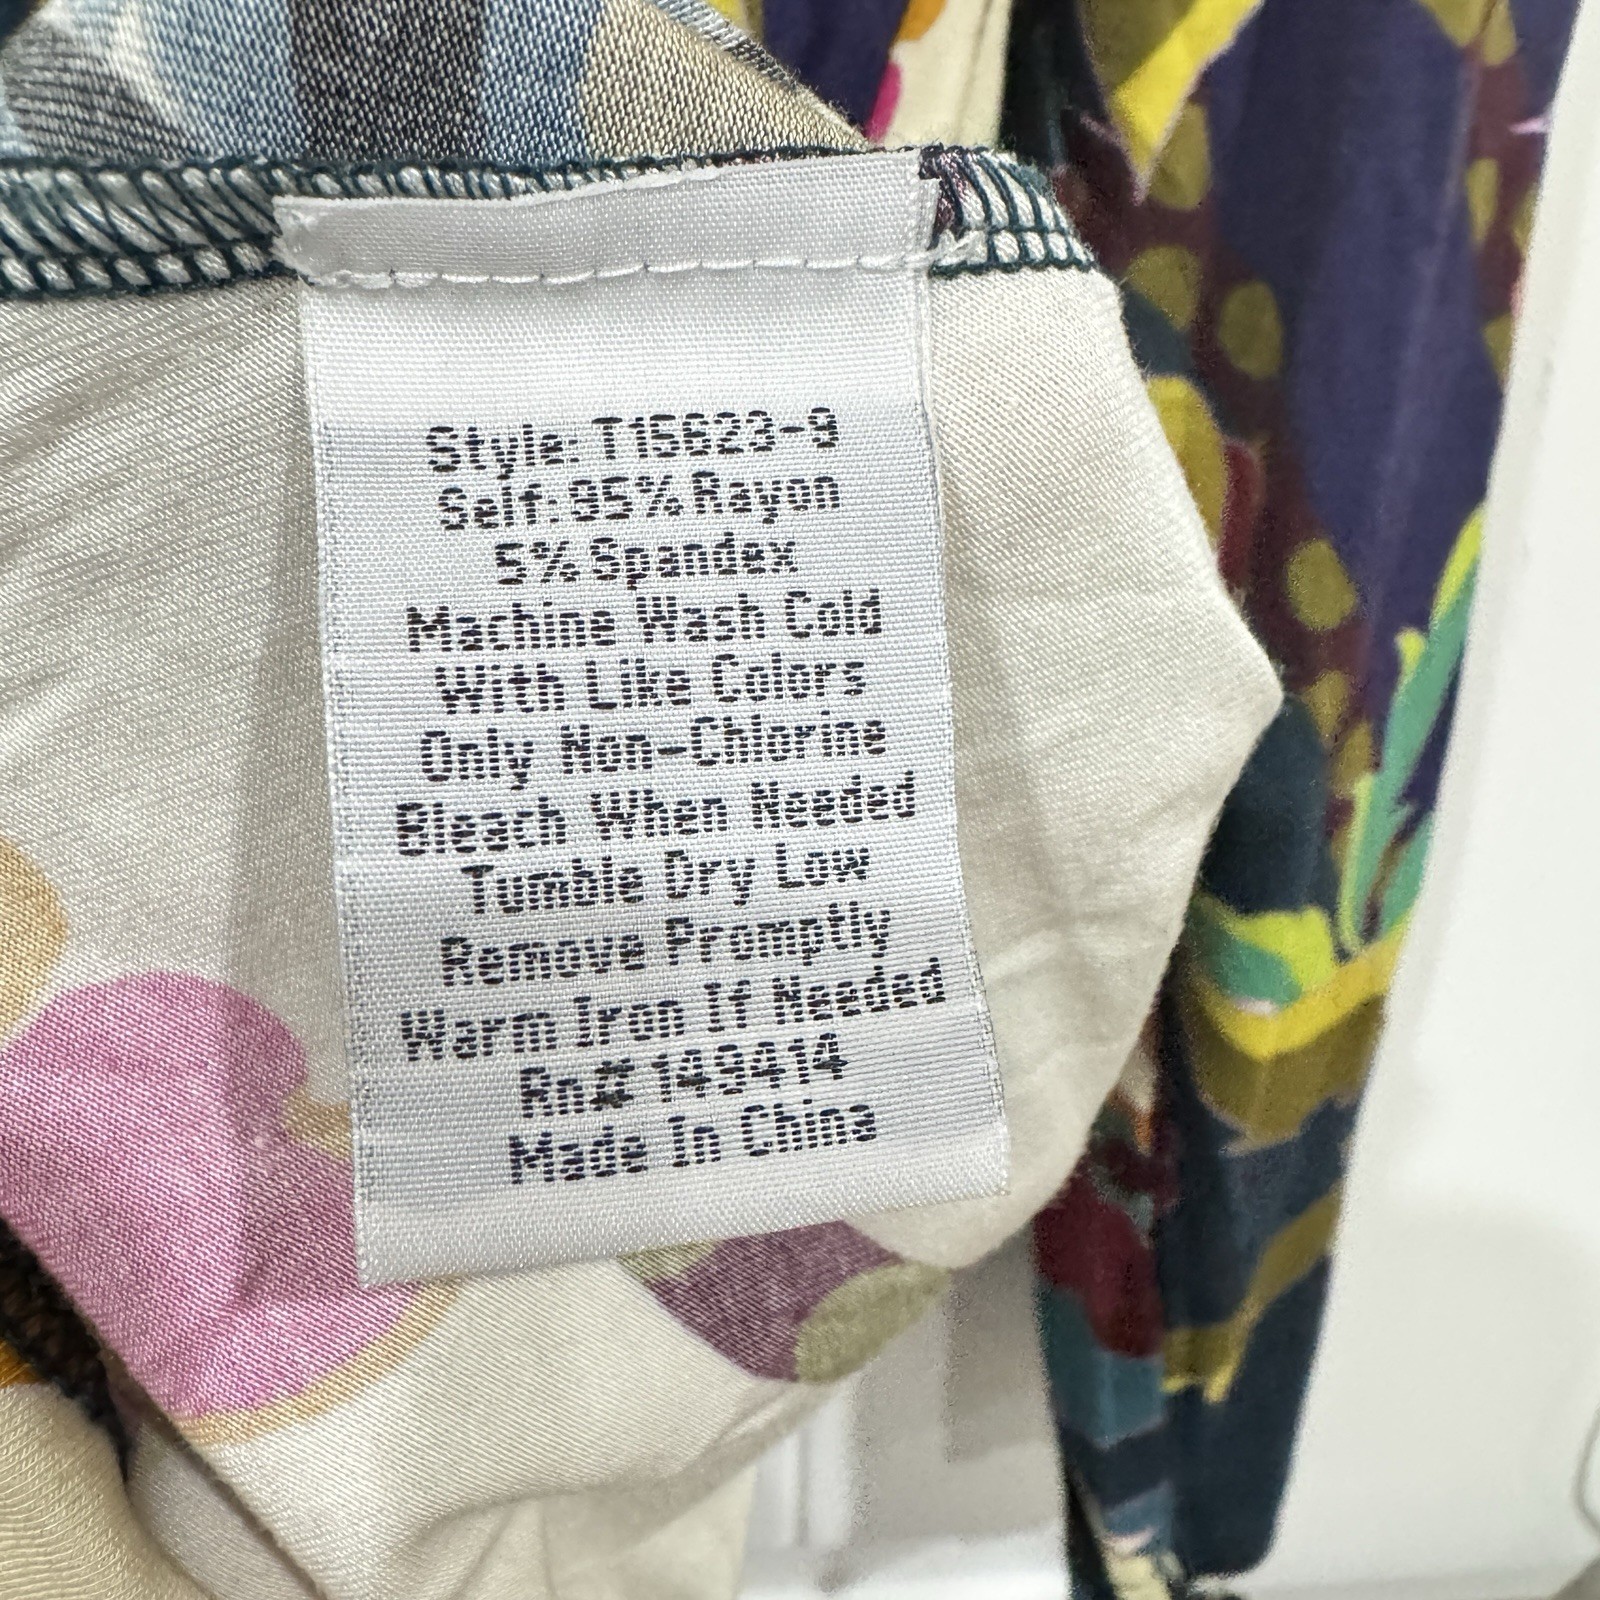 Style: T15623-9
Self: 95% Rayon
5% Spandex
Machine Wash Cold
With Like Colors
Only Non-Chlorine
Bleach When Needed
Tumble Dry Low
Remove Promptly
Warm Iron If Needed
Rn# 149414
Made In China